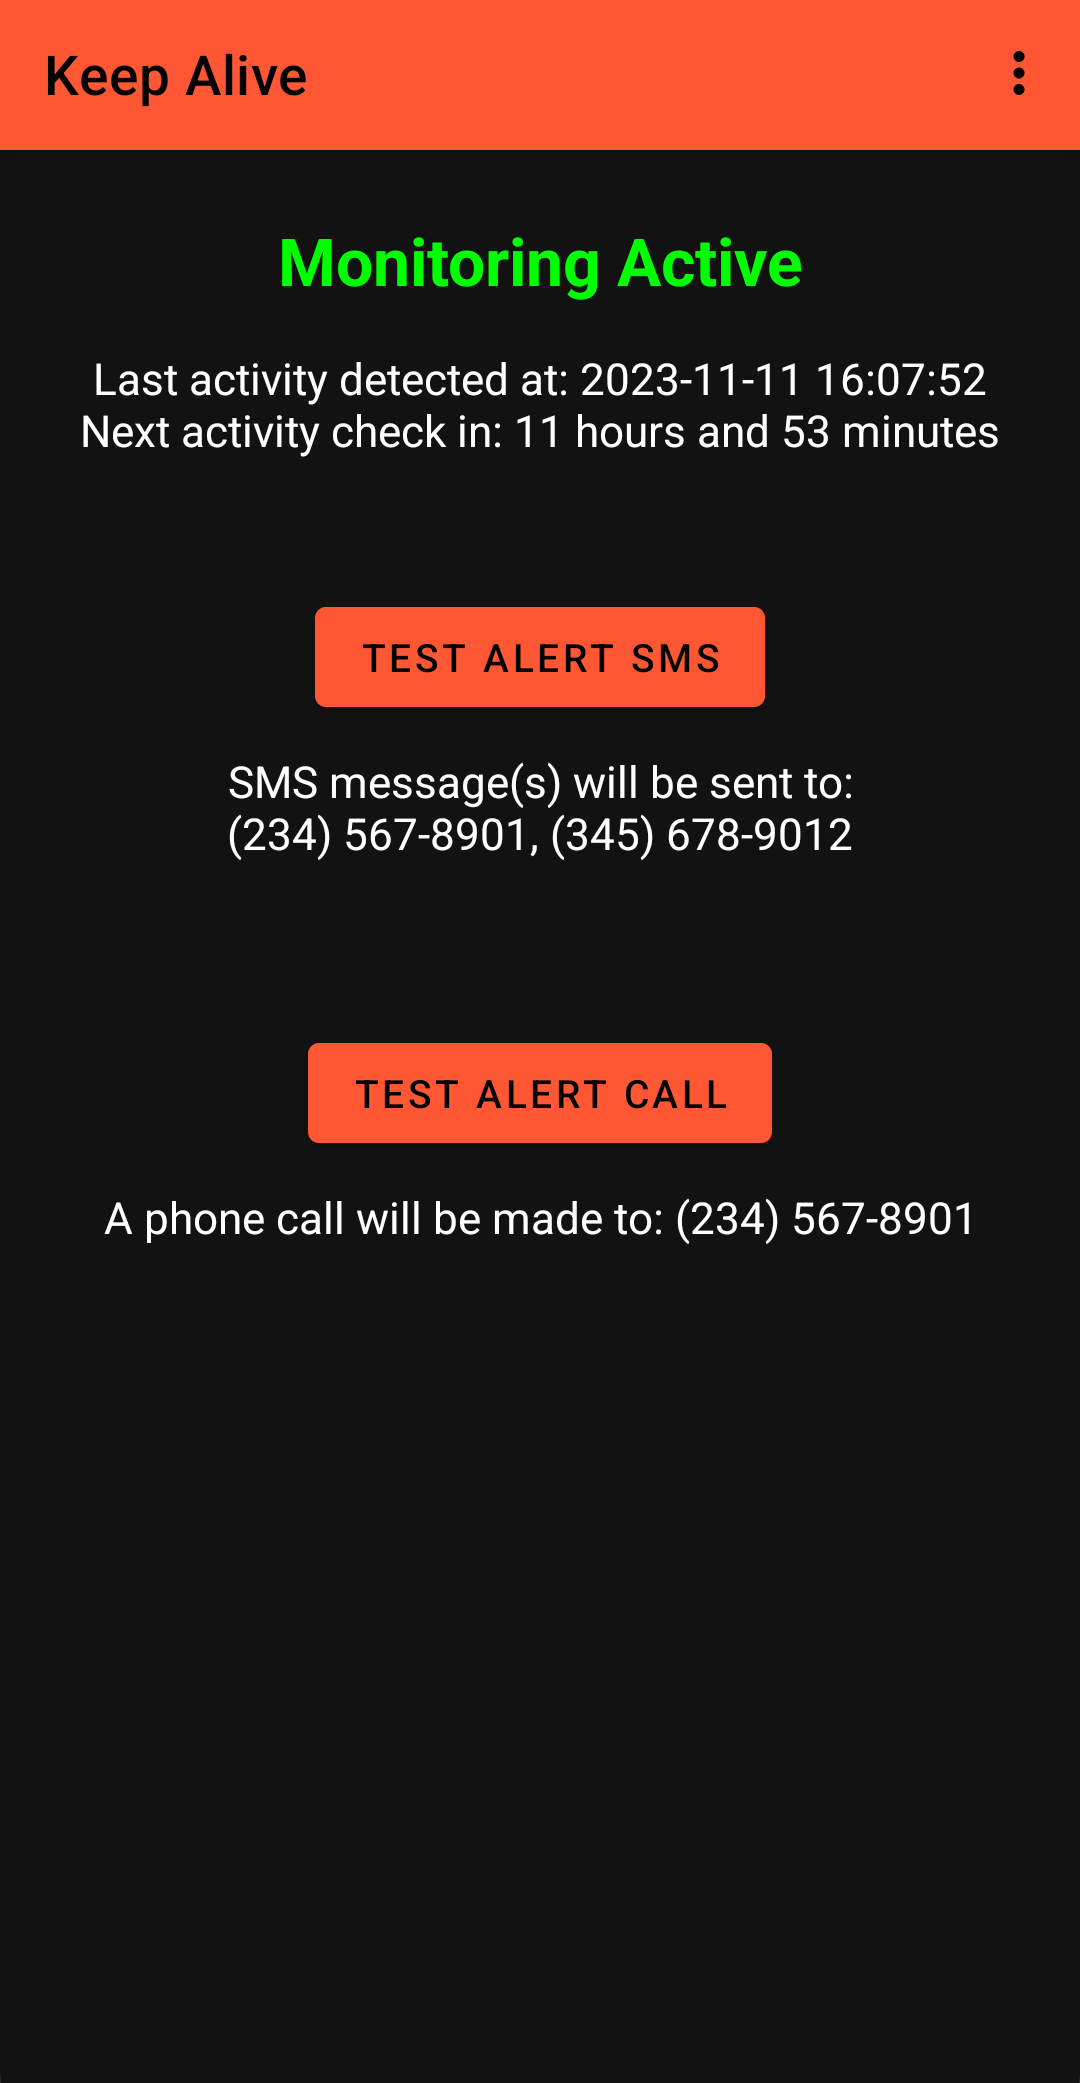 Keep Alive
Monitoring Active
Last activity detected at: 2023-11-11 16:07:52
Next activity check in: 11 hours and 53 minutes
TEST ALERT SMS
SMS message(s) will be sent to:
(234) 567-8901, (345) 678-9012
TEST ALERT CALL
A phone call will be made to: (234) 567-8901